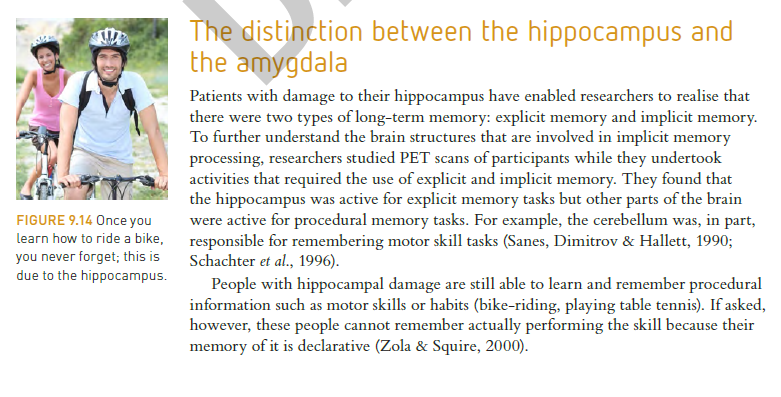 The distinction between the hippocampus and
the amygdala
Patients with damage to their hippocampus have enabled researchers to realise that
there were two types of long-term memory: explicit memory and implicit memory.
To further understand the brain structures that are involved in implicit memory
processing, researchers studied PET scans of participants while they undertook
activities that required the use of explicit and implicit memory. They found that
the hippocampus was active for explicit memory tasks but other parts of the brain
were active for procedural memory tasks. For example, the cerebellum was, in part,
responsible for remembering motor skill tasks (Sanes, Dimitrov & Hallett, 1990;
Schachter et al., 1996).
People with hippocampal damage are still able to learn and remember procedural
information such as motor skills or habits (bike-riding, playing table tennis). If asked,
however, these people cannot remember actually performing the skill because their
memory of it is declarative (Zola & Squire, 2000).
FIGURE 9.14 Once you
learn how to ride a bike,
you never forget; this is
due to the hippocampus.